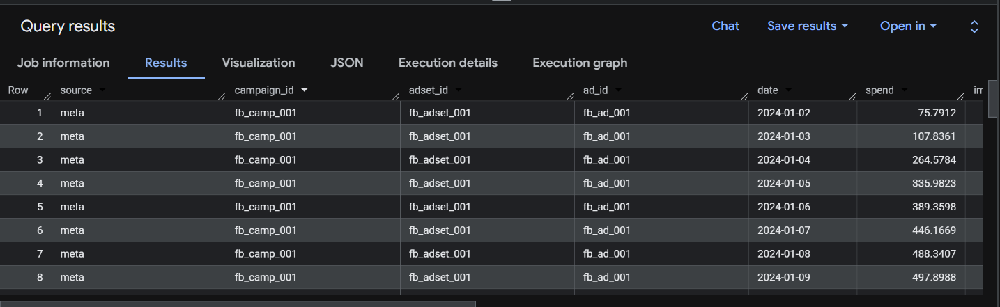 Query results Chat Save results Open in
Job information Results Visualization JSON Execution details Execution graph
Row source campaign_id adset_id ad_id date spend im
1 meta fb_camp_001 fb_adset_001 fb_ad_001 2024-01-02 75.7912
2 meta fb_camp_001 fb_adset_001 fb_ad_001 2024-01-03 107.8361
3 meta fb_camp_001 fb_adset_001 fb_ad_001 2024-01-04 264.5784
4 meta fb_camp_001 fb_adset_001 fb_ad_001 2024-01-05 335.9823
5 meta fb_camp_001 fb_adset_001 fb_ad_001 2024-01-06 389.3598
6 meta fb_camp_001 fb_adset_001 fb_ad_001 2024-01-07 446.1669
7 meta fb_camp_001 fb_adset_001 fb_ad_001 2024-01-08 488.3407
8 meta fb_camp_001 fb_adset_001 fb_ad_001 2024-01-09 497.8988